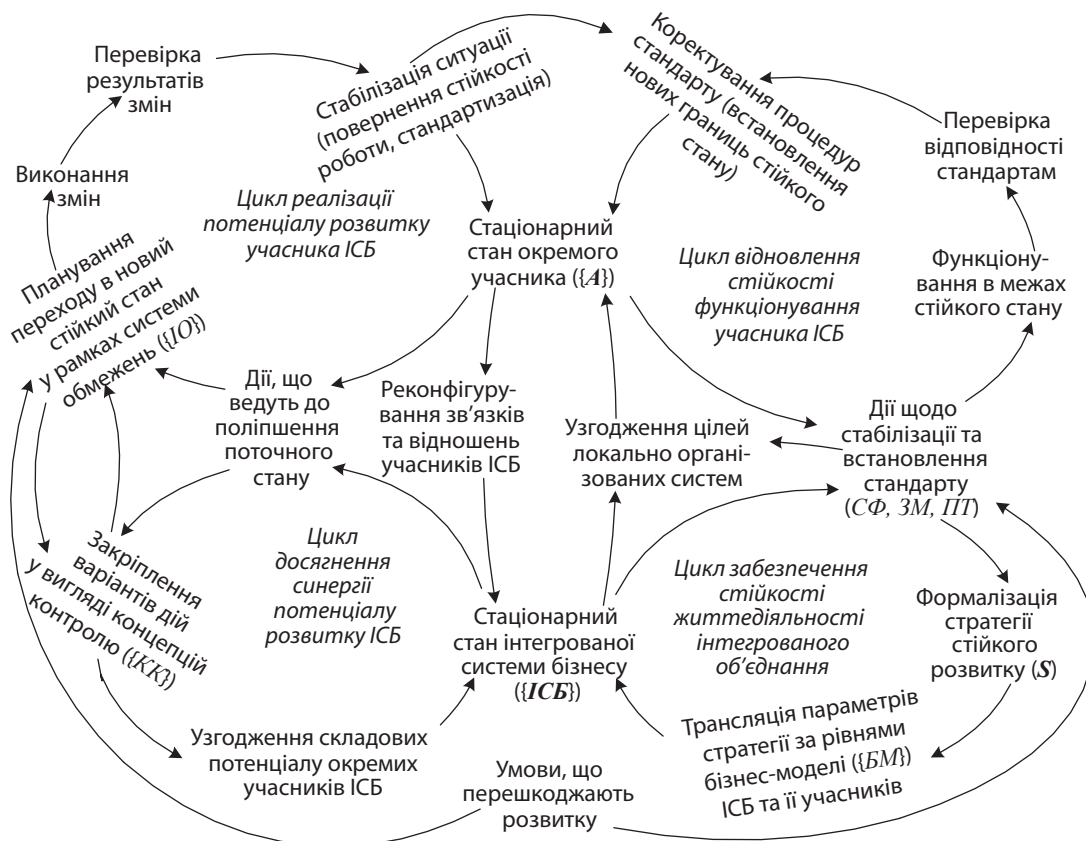 Перевірка
результатів
змін
Стабілізація ситуації
(повернення стійкості
роботи, стандартизація)
Коректування процедур
стандарту (встановлення
нових границь стійкого
стану)
Перевірка
відповідності
стандартам
Виконання
змін
Цикл реалізації
потенціалу розвитку
учасника ІСБ
Стаціонарний
стан окремого
учасника ({А})
Цикл відновлення
стійкості
функціонування
учасника ІСБ
Функціону-
вання в межах
стійкого стану
Планування
переходу в новий
стійкий стан
у рамках системи
обмежень ({ІО})
Дії, що
ведуть до
поліпшення
поточного
стану
Реконфігуру-
вання зв’язків
та відношень
учасників ІСБ
Узгодження цілей
локально органі-
зованих систем
Дії щодо
стабілізації та
встановлення
стандарту
(СФ, ЗМ, ПТ)
Закріплення
варіантів дій
у вигляді концепцій
контролю ({КК})
Цикл
досягнення
синергії
потенціалу
розвитку ІСБ
Стаціонарний
стан інтегрованої
системи бізнесу
({ІСБ})
Цикл забезпечення
стійкості
життєдіяльності
інтегрованого
об’єднання
Формалізація
стратегії
стійкого
розвитку (S)
Узгодження складових
потенціалу окремих
учасників ІСБ
Умови, що
перешкоджають
розвитку
Трансляція параметрів
стратегії за рівнями
бізнес-моделі ({БМ})
ІСБ та її учасників